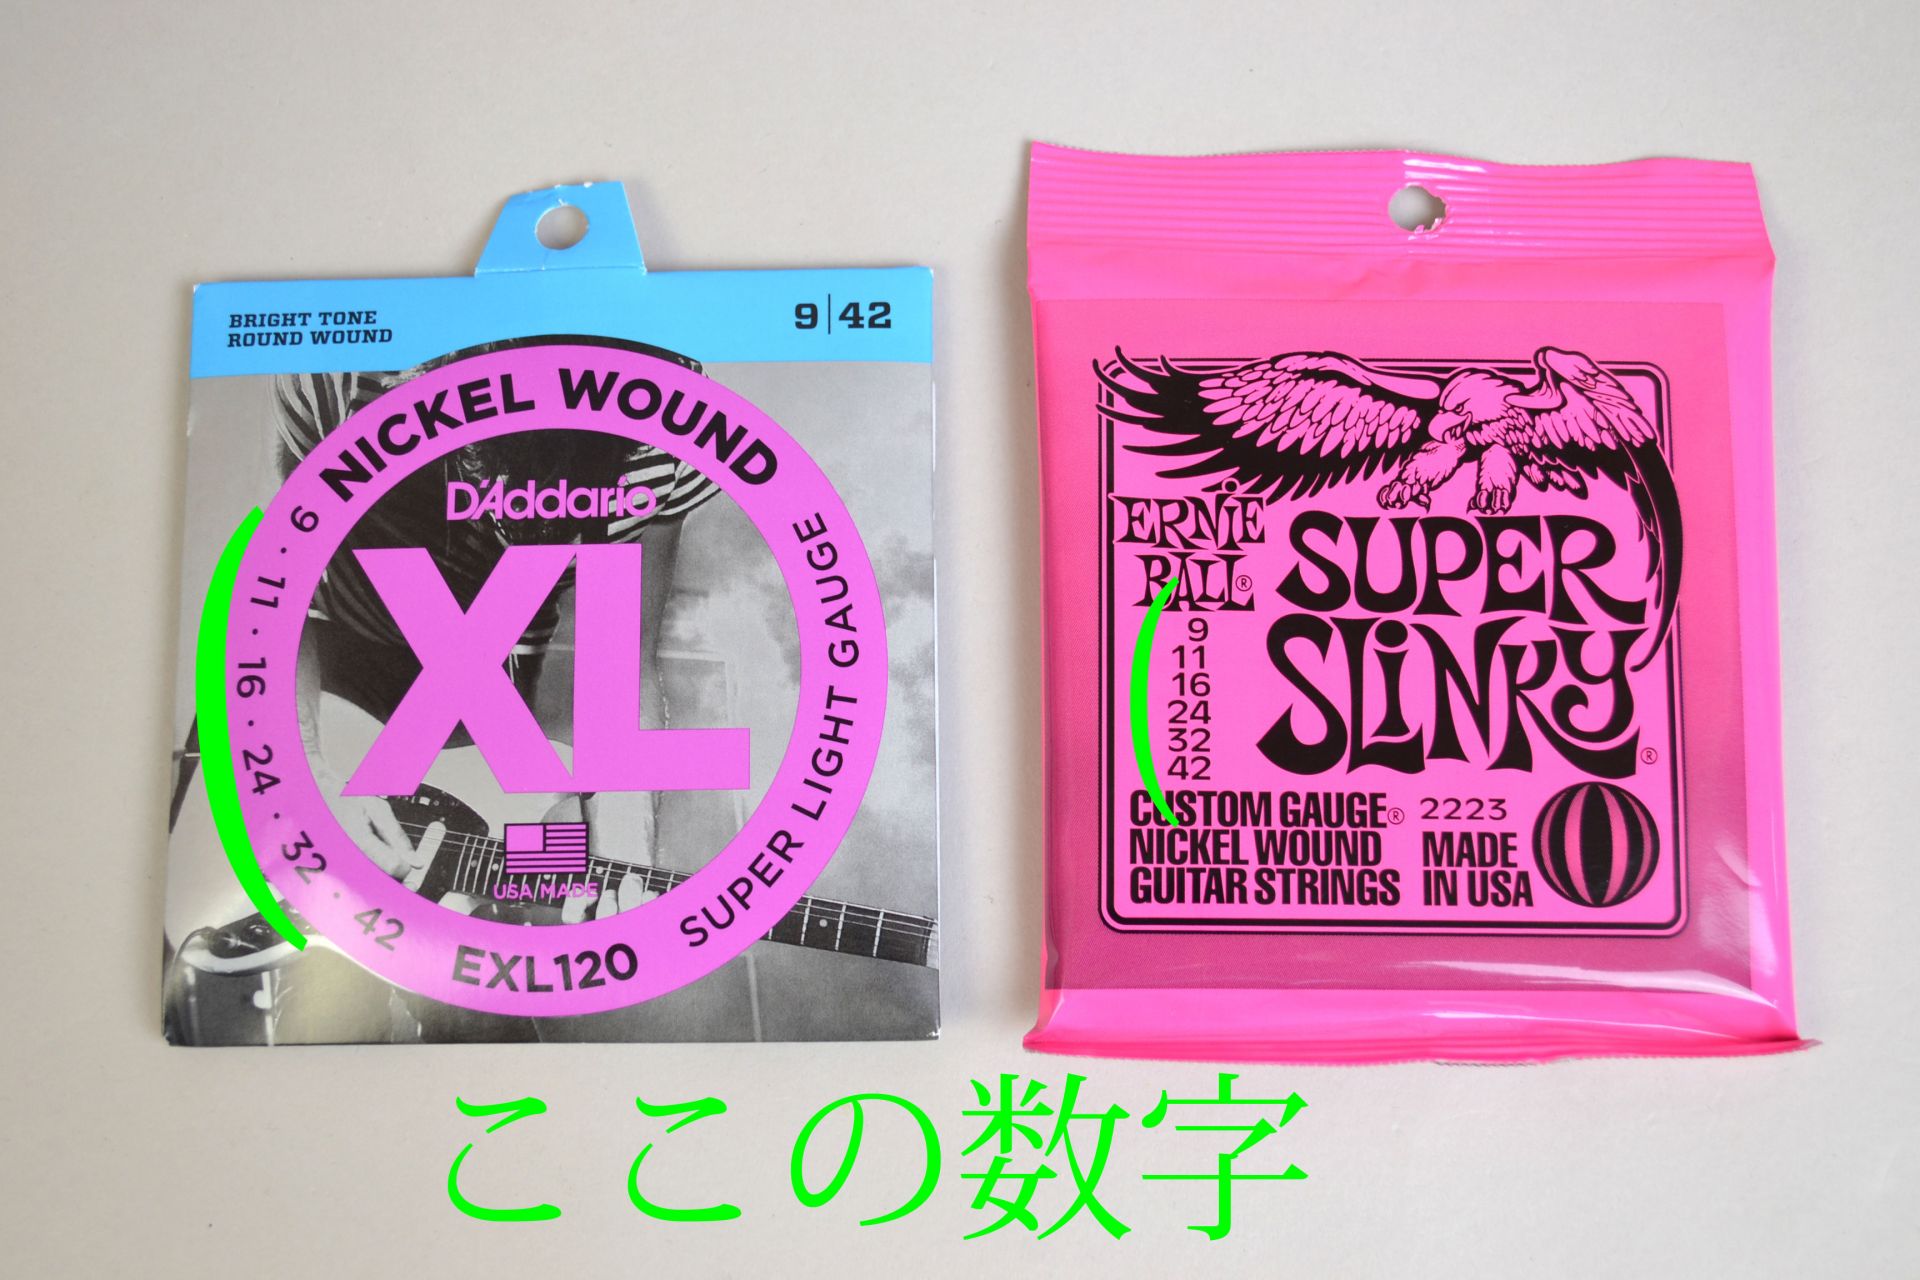 BRIGHT TONE
ROUND WOUND
9|42
NICKEL WOUND
D'Addario
XL
USA MADE
9 · 11 · 16 · 24 · 32 · 42
EXL120
SUPER LIGHT GAUGE
ERNIE
BALL®
SUPER
SLINKY®
9
11
16
24
32
42
CUSTOM GAUGE® 2223
NICKEL WOUND
GUITAR STRINGS
MADE
IN USA
ここの数字